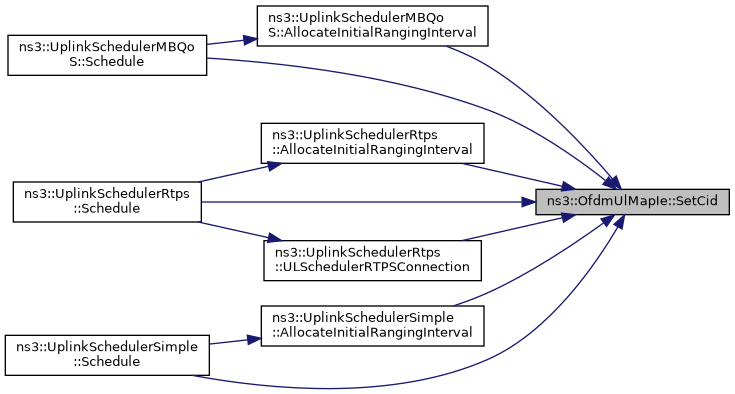 ns3::UplinkSchedulerMBQo
S::AllocateInitialRangingInterval
ns3::UplinkSchedulerMBQo
S::Schedule
ns3::UplinkSchedulerRtps
::AllocateInitialRangingInterval
ns3::UplinkSchedulerRtps
::Schedule
ns3::OfdmUlMapIe::SetCid
ns3::UplinkSchedulerRtps
::ULSchedulerRTPSConnection
ns3::UplinkSchedulerSimple
::AllocateInitialRangingInterval
ns3::UplinkSchedulerSimple
::Schedule